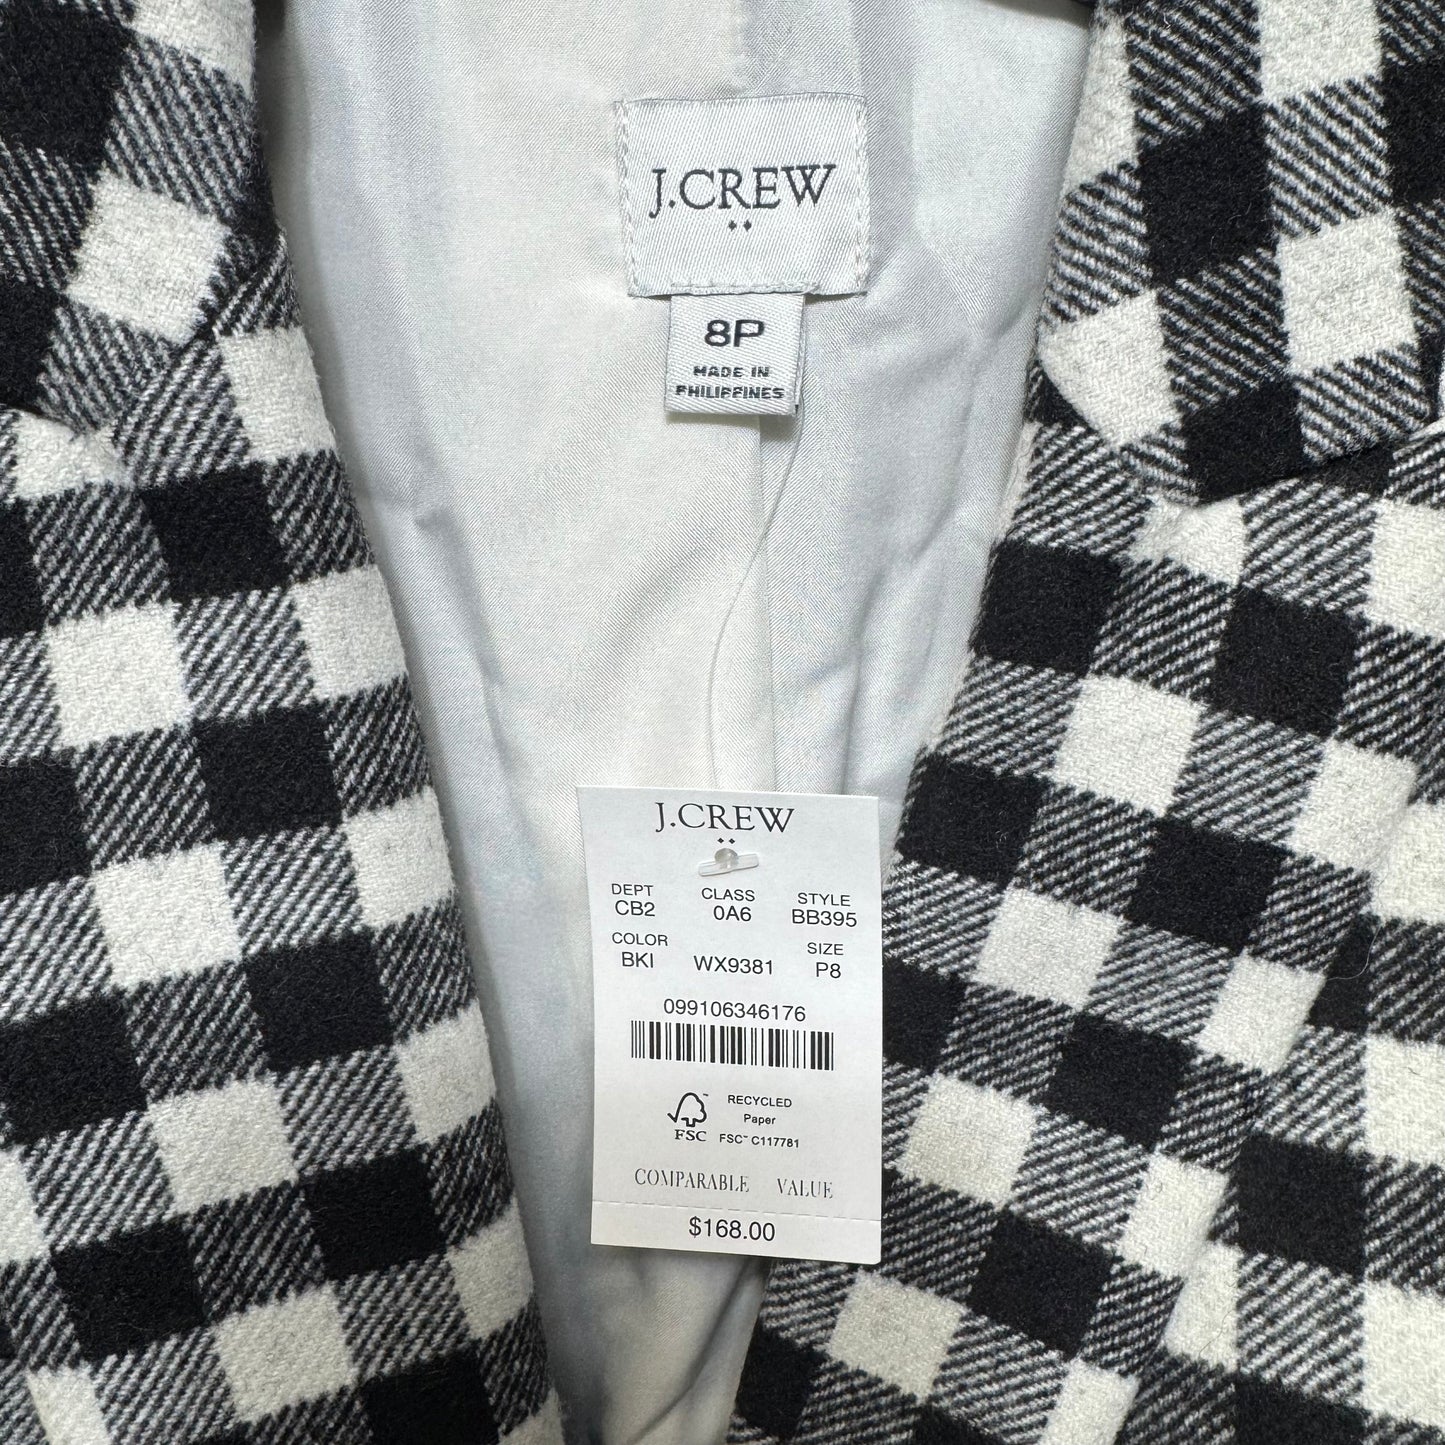 J.CREW
8P
MADE IN
PHILIPPINES
J.CREW
DEPT CLASS STYLE
CB2 0A6 BB395
COLOR SIZE
BKI WX9381 P8
099106346176
RECYCLED
Paper
FSC™ C117781
FSC
COMPARABLE VALUE
$168.00